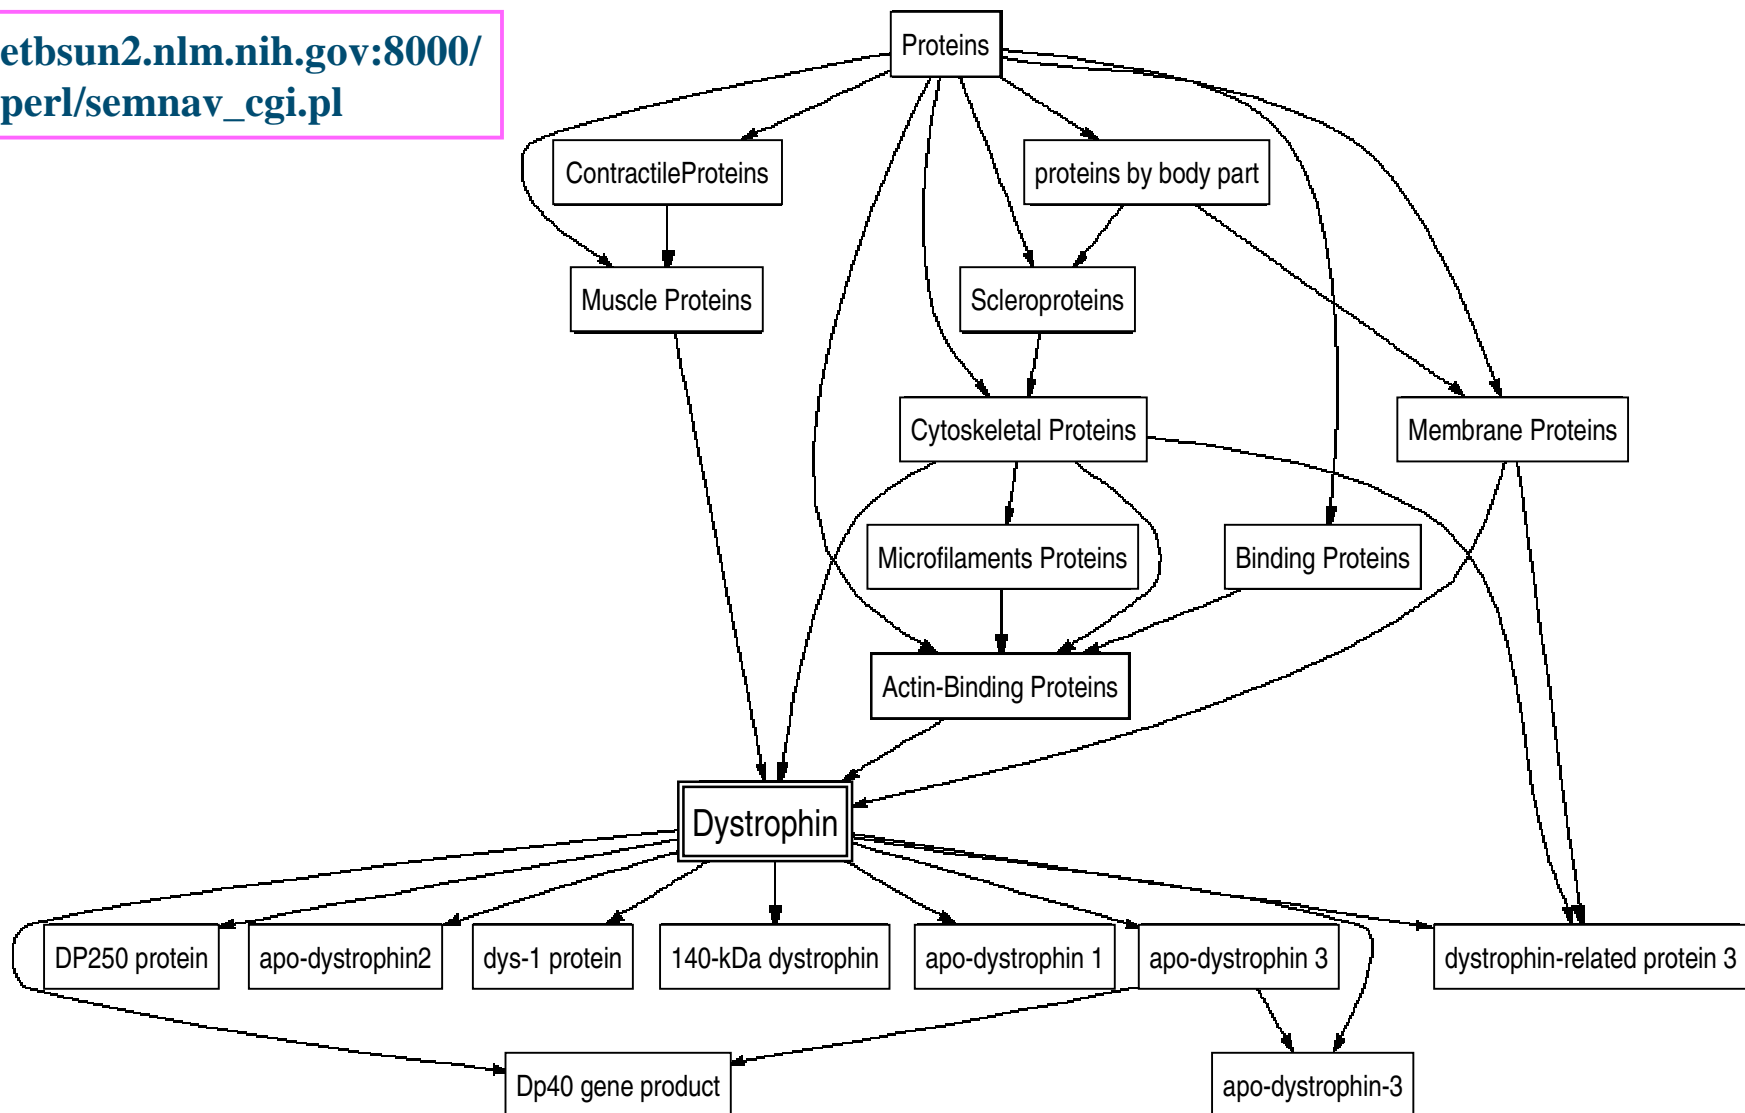 etbsun2.nlm.nih.gov:8000/
perl/semnav_cgi.pl
Proteins
ContractileProteins
proteins by body part
Muscle Proteins
Scleroproteins
Cytoskeletal Proteins
Membrane Proteins
Microfilaments Proteins
Binding Proteins
Actin-Binding Proteins
Dystrophin
DP250 protein
apo-dystrophin2
dys-1 protein
140-kDa dystrophin
apo-dystrophin 1
apo-dystrophin 3
dystrophin-related protein 3
Dp40 gene product
apo-dystrophin-3